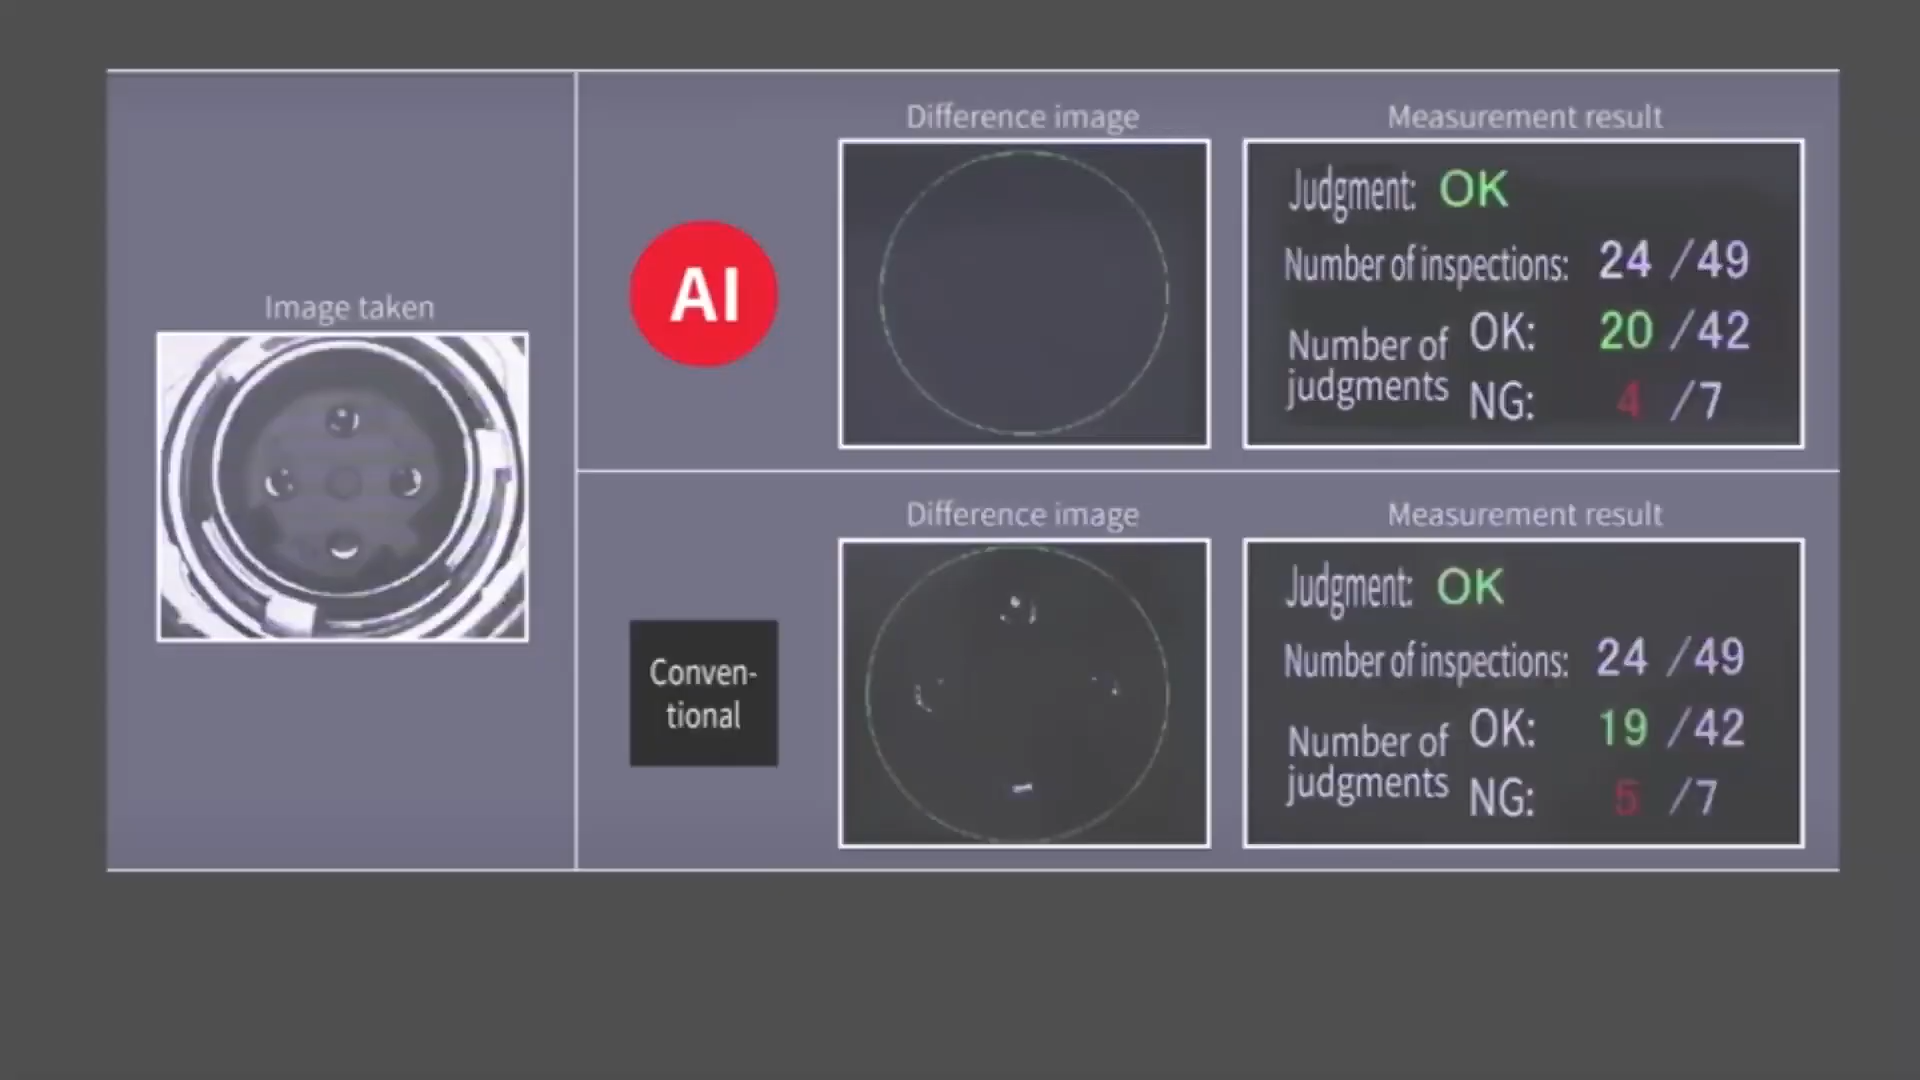 Image taken
AI
Difference image
Measurement result
Judgment: OK
Number of inspections: 24 /49
Number of judgments
OK: 20 /42
NG: 4 /7
Conven-
tional
Difference image
Measurement result
Judgment: OK
Number of inspections: 24 /49
Number of judgments
OK: 19 /42
NG: 5 /7